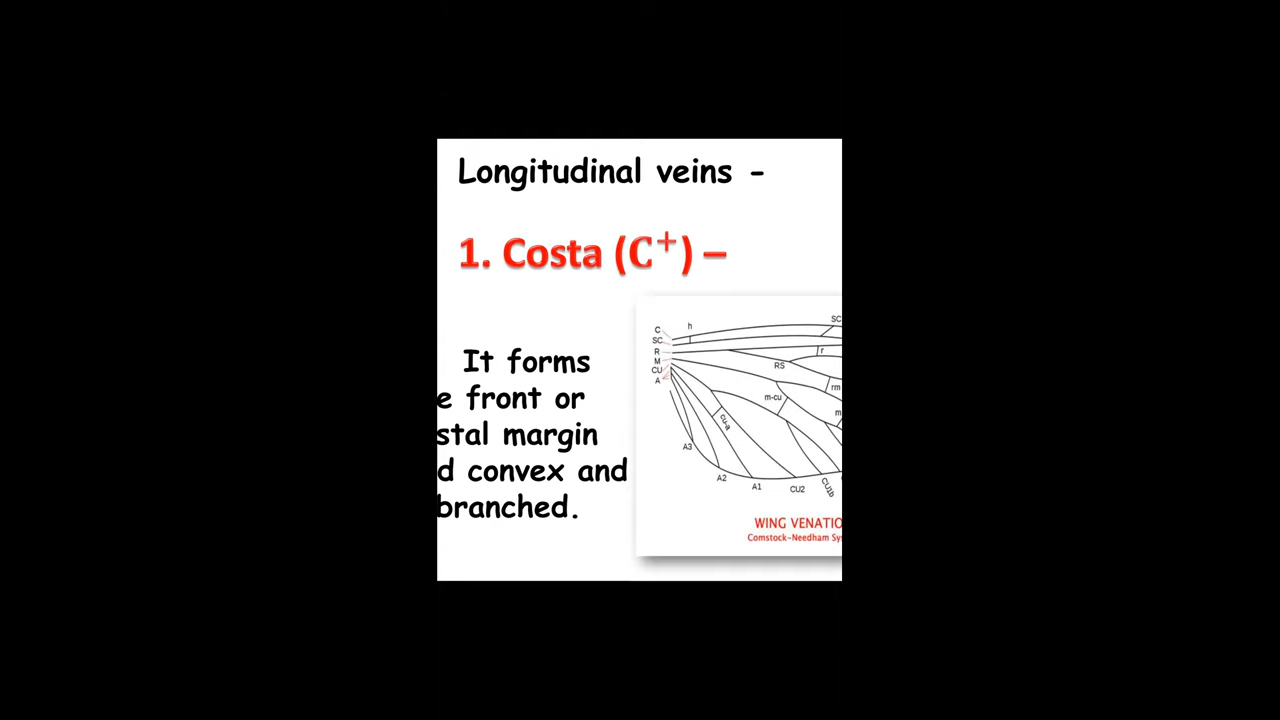 Longitudinal veins -
1. Costa (C⁺) –
It forms
e front or
stal margin
d convex and
branched.
C
h
SC
SC
R
r
M
RS
CU
rm
A
m-cu
m
cu-a
A3
A2
A1
CU2
CU1b
WING VENATIO
Comstock-Needham Sys